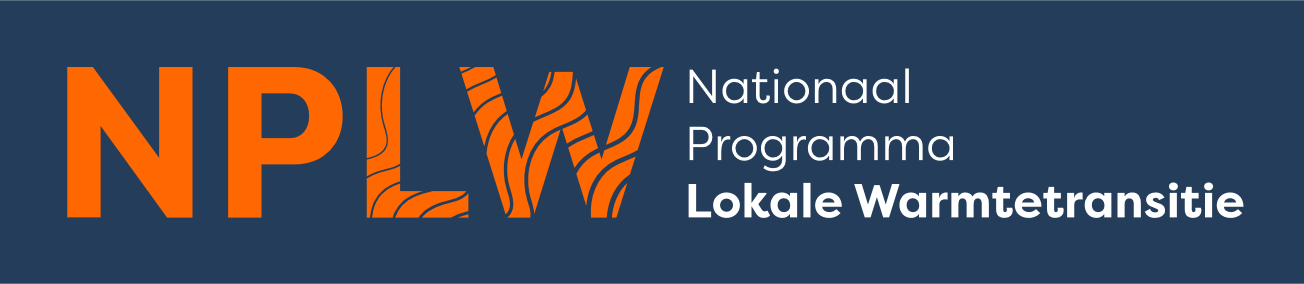 NPLW
Nationaal
Programma
Lokale Warmtetransitie